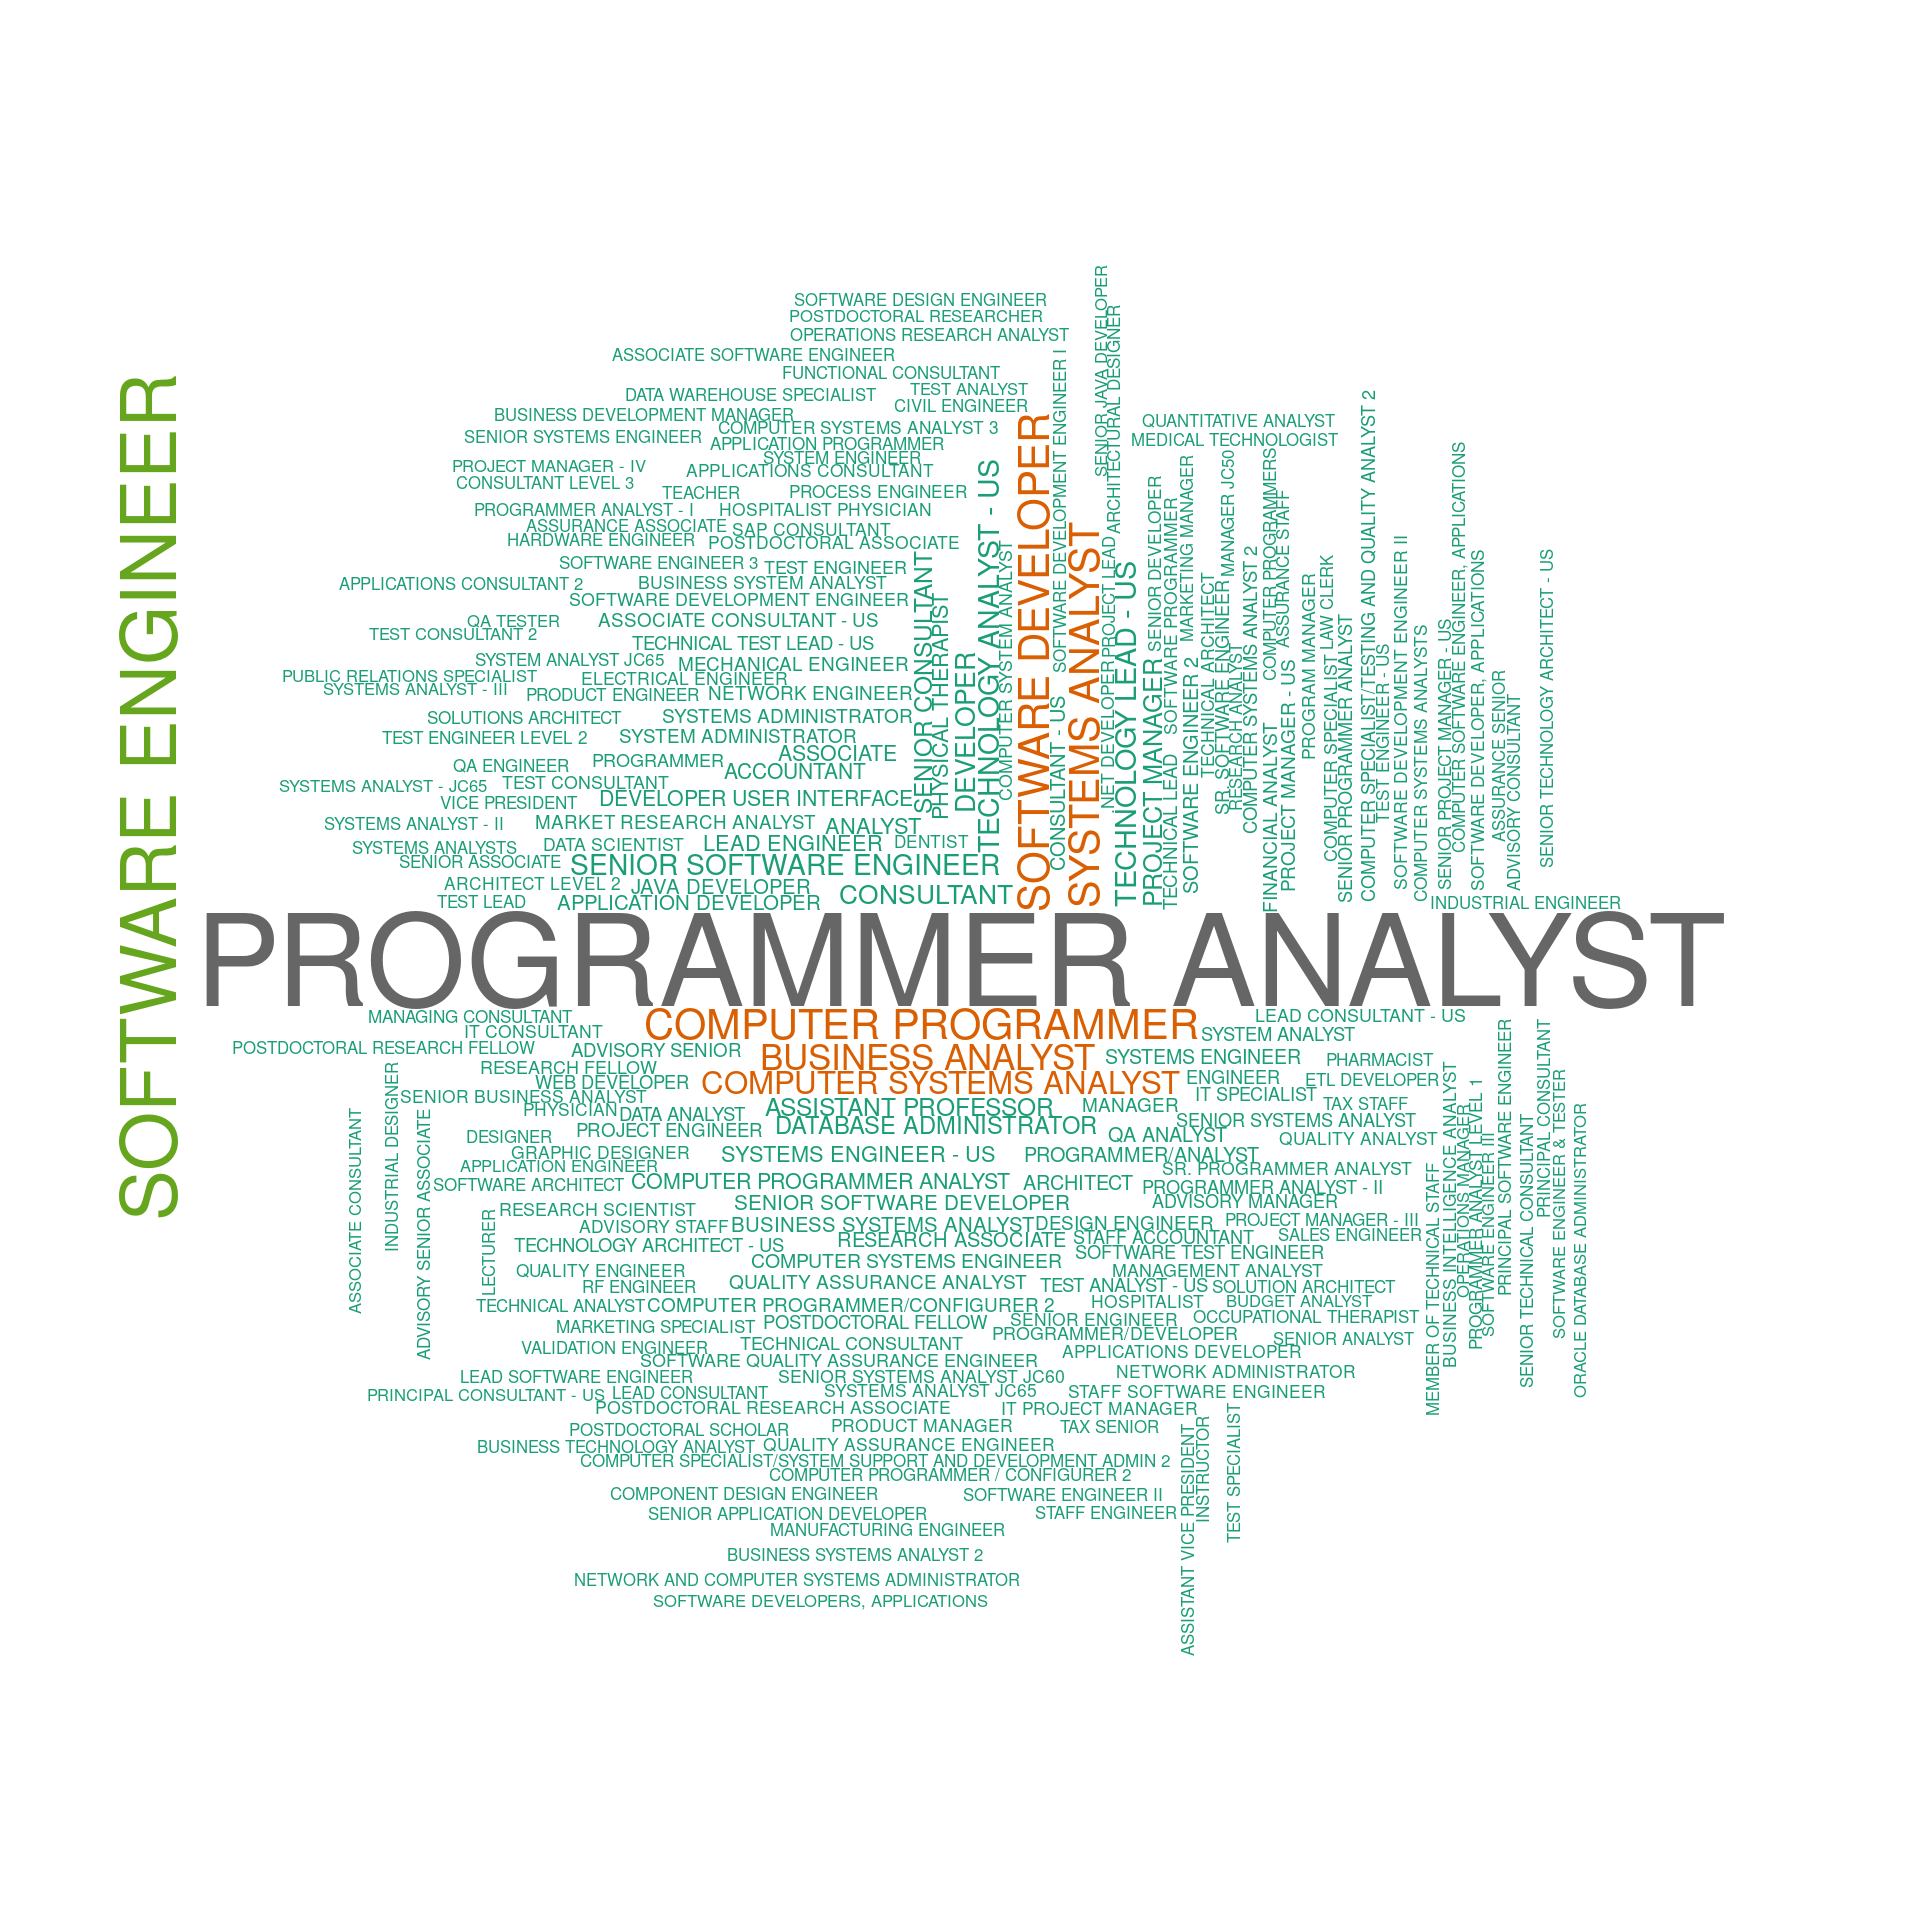 SOFTWARE ENGINEER
SOFTWARE DESIGN ENGINEER
POSTDOCTORAL RESEARCHER
OPERATIONS RESEARCH ANALYST
ASSOCIATE SOFTWARE ENGINEER
FUNCTIONAL CONSULTANT
TEST ANALYST
DATA WAREHOUSE SPECIALIST
CIVIL ENGINEER
BUSINESS DEVELOPMENT MANAGER
COMPUTER SYSTEMS ANALYST 3
SENIOR SYSTEMS ENGINEER
APPLICATION PROGRAMMER
SYSTEM ENGINEER
PROJECT MANAGER - IV
APPLICATIONS CONSULTANT
CONSULTANT LEVEL 3
TEACHER
PROCESS ENGINEER
PROGRAMMER ANALYST - I
HOSPITALIST PHYSICIAN
ASSURANCE ASSOCIATE
SAP CONSULTANT
HARDWARE ENGINEER
POSTDOCTORAL ASSOCIATE
SOFTWARE ENGINEER 3
TEST ENGINEER
APPLICATIONS CONSULTANT 2
BUSINESS SYSTEM ANALYST
SOFTWARE DEVELOPMENT ENGINEER
QA TESTER
ASSOCIATE CONSULTANT - US
TEST CONSULTANT 2
TECHNICAL TEST LEAD - US
SYSTEM ANALYST JC65
MECHANICAL ENGINEER
PUBLIC RELATIONS SPECIALIST
ELECTRICAL ENGINEER
SYSTEMS ANALYST - III
PRODUCT ENGINEER
NETWORK ENGINEER
SOLUTIONS ARCHITECT
SYSTEMS ADMINISTRATOR
TEST ENGINEER LEVEL 2
SYSTEM ADMINISTRATOR
ASSOCIATE
QA ENGINEER
PROGRAMMER
ACCOUNTANT
SYSTEMS ANALYST - JC65
TEST CONSULTANT
VICE PRESIDENT
DEVELOPER USER INTERFACE
SYSTEMS ANALYST - II
MARKET RESEARCH ANALYST
ANALYST
SYSTEMS ANALYSTS
DATA SCIENTIST
LEAD ENGINEER
DENTIST
SENIOR ASSOCIATE
SENIOR SOFTWARE ENGINEER
ARCHITECT LEVEL 2
JAVA DEVELOPER
CONSULTANT
TEST LEAD
APPLICATION DEVELOPER
SENIOR CONSULTANT
PHYSICAL THERAPIST
DEVELOPER
TECHNOLOGY ANALYST - US
COMPUTER SYSTEM ANALYST
SOFTWARE DEVELOPER
SOFTWARE DEVELOPMENT ENGINEER I
CONSULTANT - US
SYSTEMS ANALYST
SENIOR JAVA DEVELOPER
ARCHITECTURAL DESIGNER
PROJECT LEAD
NET DEVELOPER
TECHNOLOGY LEAD - US
QUANTITATIVE ANALYST
MEDICAL TECHNOLOGIST
SENIOR DEVELOPER
PROJECT MANAGER
SOFTWARE PROGRAMMER
TECHNICAL LEAD
MARKETING MANAGER
SOFTWARE ENGINEER 2
TECHNICAL ARCHITECT
SR. SOFTWARE ENGINEER
MANAGER JC50
RESEARCH ANALYST
COMPUTER SYSTEMS ANALYST 2
COMPUTER PROGRAMMERS
FINANCIAL ANALYST
ASSURANCE STAFF
PROJECT MANAGER - US
PROGRAM MANAGER
LAW CLERK
COMPUTER SPECIALIST
SENIOR PROGRAMMER ANALYST
COMPUTER SPECIALIST/TESTING AND QUALITY ANALYST 2
TEST ENGINEER - US
SOFTWARE DEVELOPMENT ENGINEER II
COMPUTER SYSTEMS ANALYSTS
SENIOR PROJECT MANAGER - US
COMPUTER SOFTWARE ENGINEER, APPLICATIONS
SOFTWARE DEVELOPER, APPLICATIONS
ASSURANCE SENIOR
ADVISORY CONSULTANT
SENIOR TECHNOLOGY ARCHITECT - US
INDUSTRIAL ENGINEER
PROGRAMMER ANALYST
MANAGING CONSULTANT
COMPUTER PROGRAMMER
LEAD CONSULTANT - US
IT CONSULTANT
SYSTEM ANALYST
POSTDOCTORAL RESEARCH FELLOW
ADVISORY SENIOR
BUSINESS ANALYST
SYSTEMS ENGINEER
PHARMACIST
RESEARCH FELLOW
WEB DEVELOPER
COMPUTER SYSTEMS ANALYST
ENGINEER
ETL DEVELOPER
SENIOR BUSINESS ANALYST
IT SPECIALIST
PHYSICIAN
DATA ANALYST
ASSISTANT PROFESSOR
MANAGER
TAX STAFF
PROJECT ENGINEER
DATABASE ADMINISTRATOR
SENIOR SYSTEMS ANALYST
DESIGNER
QA ANALYST
QUALITY ANALYST
GRAPHIC DESIGNER
SYSTEMS ENGINEER - US
PROGRAMMER/ANALYST
APPLICATION ENGINEER
SR. PROGRAMMER ANALYST
SOFTWARE ARCHITECT
COMPUTER PROGRAMMER ANALYST
ARCHITECT
PROGRAMMER ANALYST - II
SENIOR SOFTWARE DEVELOPER
ADVISORY MANAGER
RESEARCH SCIENTIST
ADVISORY STAFF
BUSINESS SYSTEMS ANALYST
DESIGN ENGINEER
PROJECT MANAGER - III
TECHNOLOGY ARCHITECT - US
RESEARCH ASSOCIATE
STAFF ACCOUNTANT
SALES ENGINEER
COMPUTER SYSTEMS ENGINEER
SOFTWARE TEST ENGINEER
QUALITY ENGINEER
MANAGEMENT ANALYST
RF ENGINEER
QUALITY ASSURANCE ANALYST
TEST ANALYST - US
SOLUTION ARCHITECT
TECHNICAL ANALYST
COMPUTER PROGRAMMER/CONFIGURER 2
HOSPITALIST
BUDGET ANALYST
MARKETING SPECIALIST
POSTDOCTORAL FELLOW
SENIOR ENGINEER
OCCUPATIONAL THERAPIST
PROGRAMMER/DEVELOPER
SENIOR ANALYST
VALIDATION ENGINEER
TECHNICAL CONSULTANT
APPLICATIONS DEVELOPER
SOFTWARE QUALITY ASSURANCE ENGINEER
LEAD SOFTWARE ENGINEER
SENIOR SYSTEMS ANALYST JC60
NETWORK ADMINISTRATOR
PRINCIPAL CONSULTANT - US
LEAD CONSULTANT
SYSTEMS ANALYST JC65
STAFF SOFTWARE ENGINEER
POSTDOCTORAL RESEARCH ASSOCIATE
IT PROJECT MANAGER
POSTDOCTORAL SCHOLAR
PRODUCT MANAGER
TAX SENIOR
BUSINESS TECHNOLOGY ANALYST
QUALITY ASSURANCE ENGINEER
COMPUTER SPECIALIST/SYSTEM SUPPORT AND DEVELOPMENT ADMIN 2
COMPUTER PROGRAMMER / CONFIGURER 2
COMPONENT DESIGN ENGINEER
SOFTWARE ENGINEER II
SENIOR APPLICATION DEVELOPER
STAFF ENGINEER
MANUFACTURING ENGINEER
BUSINESS SYSTEMS ANALYST 2
NETWORK AND COMPUTER SYSTEMS ADMINISTRATOR
SOFTWARE DEVELOPERS, APPLICATIONS
ASSOCIATE CONSULTANT
INDUSTRIAL DESIGNER
ADVISORY SENIOR ASSOCIATE
LECTURER
ASSISTANT VICE PRESIDENT
INSTRUCTOR
TEST SPECIALIST
MEMBER OF TECHNICAL STAFF
BUSINESS INTELLIGENCE ANALYST
OPERATIONS MANAGER
PROGRAMMER ANALYST LEVEL 1
SOFTWARE ENGINEER III
PRINCIPAL SOFTWARE ENGINEER
SENIOR TECHNICAL CONSULTANT
PRINCIPAL CONSULTANT
SOFTWARE ENGINEER & TESTER
ORACLE DATABASE ADMINISTRATOR